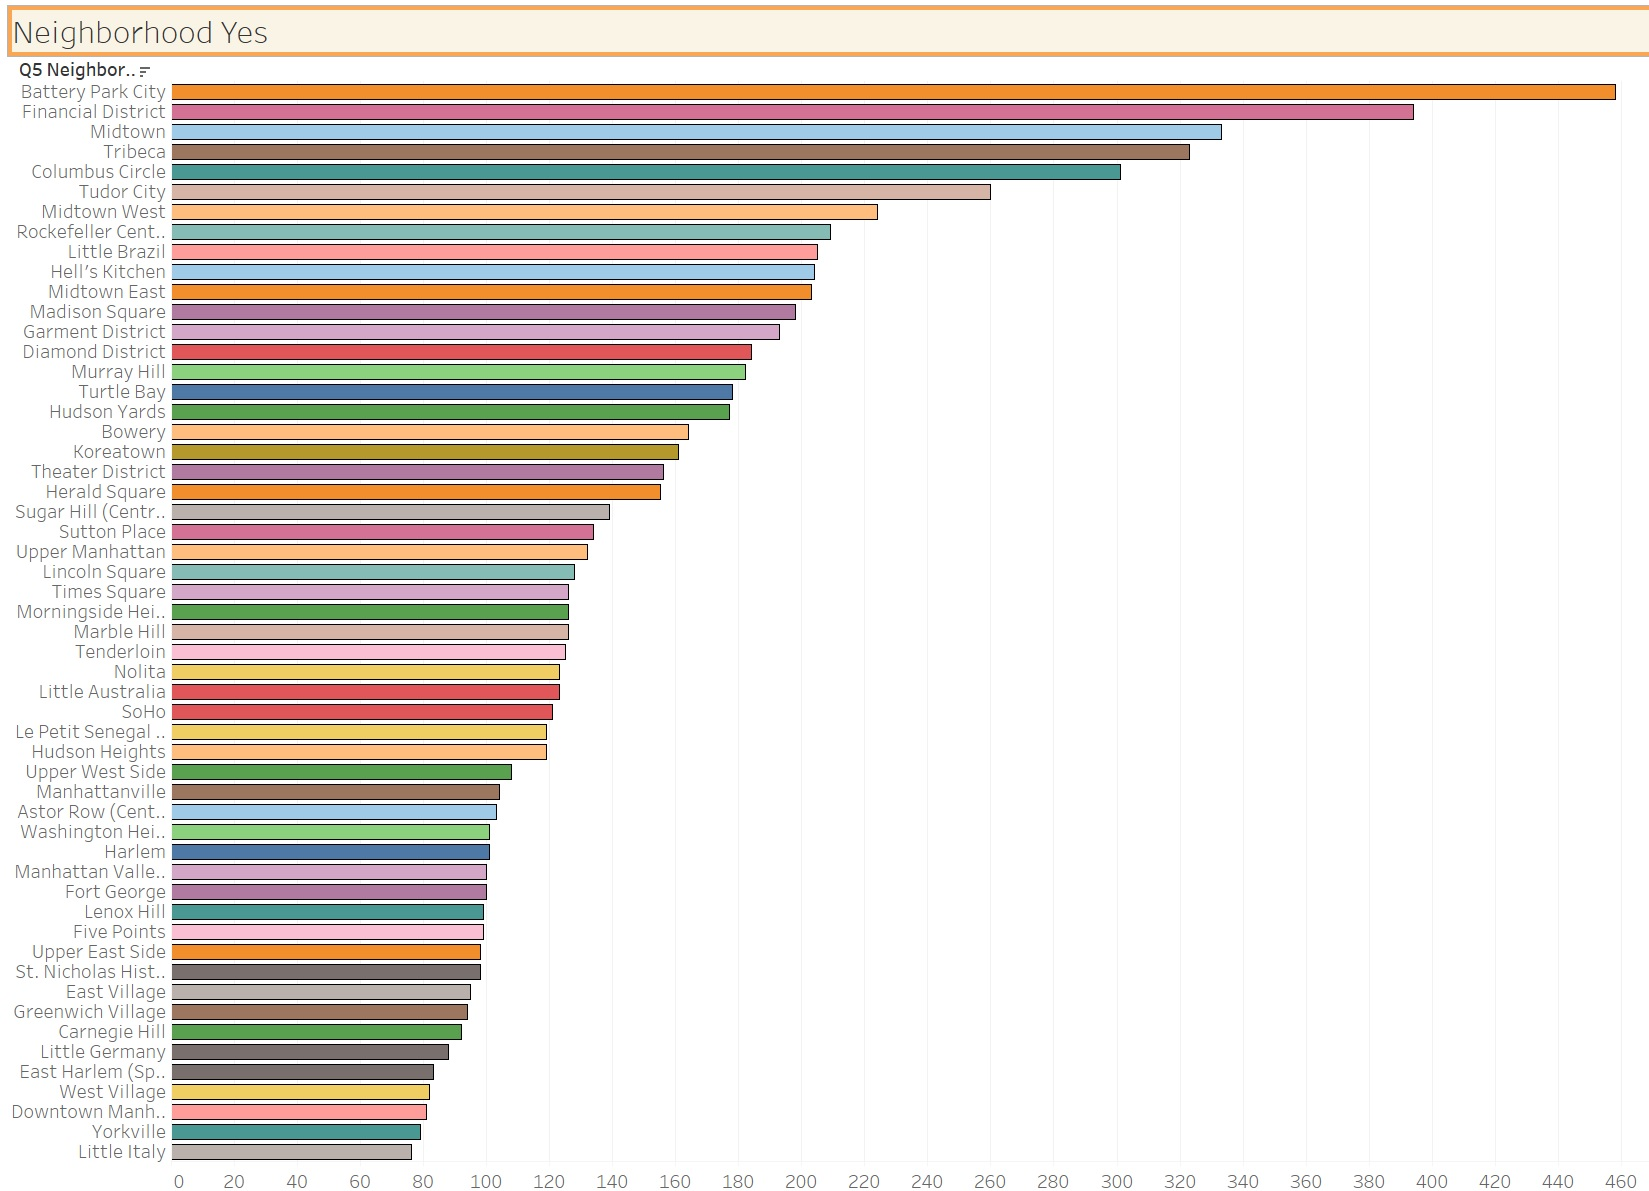 Neighborhood Yes
Q5 Neighbor..
Battery Park City
Financial District
Midtown
Tribeca
Columbus Circle
Tudor City
Midtown West
Rockefeller Cent..
Little Brazil
Hell's Kitchen
Midtown East
Madison Square
Garment District
Diamond District
Murray Hill
Turtle Bay
Hudson Yards
Bowery
Koreatown
Theater District
Herald Square
Sugar Hill (Centr..
Sutton Place
Upper Manhattan
Lincoln Square
Times Square
Morningside Hei..
Marble Hill
Tenderloin
Nolita
Little Australia
SoHo
Le Petit Senegal ..
Hudson Heights
Upper West Side
Manhattanville
Astor Row (Cent..
Washington Hei..
Harlem
Manhattan Valle..
Fort George
Lenox Hill
Five Points
Upper East Side
St. Nicholas Hist..
East Village
Greenwich Village
Carnegie Hill
Little Germany
East Harlem (Sp..
West Village
Downtown Manh..
Yorkville
Little Italy
0 20 40 60 80 100 120 140 160 180 200 220 240 260 280 300 320 340 360 380 400 420 440 460